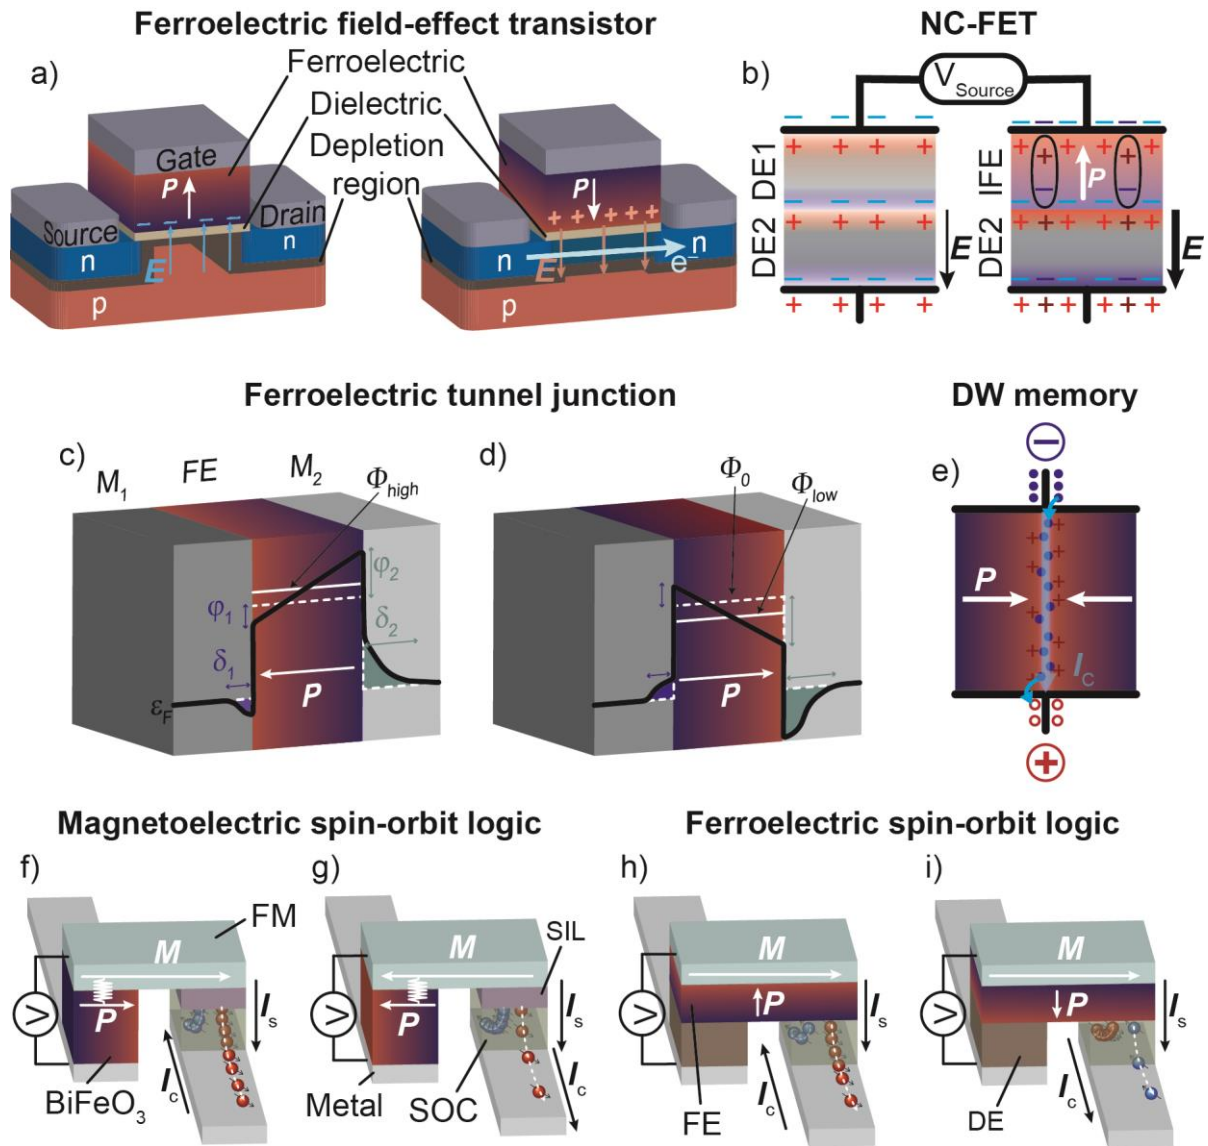 Ferroelectric field-effect transistor
NC-FET
a)
Ferroelectric
Dielectric
Depletion
region
Gate
P
Source
Drain
n
E
p
P
+ + + + + +
n
E
n
e⁻
b)
V Source
DE1
DE2
E
IFE
DE2
P
E
Ferroelectric tunnel junction
DW memory
c)
M₁
FE
M₂
Φhigh
φ₁
φ₂
δ₁
δ₂
P
εF
d)
Φ₀
Φlow
P
e)
−
P
I C
+
Magnetoelectric spin-orbit logic
Ferroelectric spin-orbit logic
f)
FM
M
V
P
Is
BiFeO₃
Ic
g)
SIL
M
V
P
Is
Metal
SOC
Ic
h)
M
V
P
Is
FE
Ic
i)
M
V
P
Is
DE
Ic